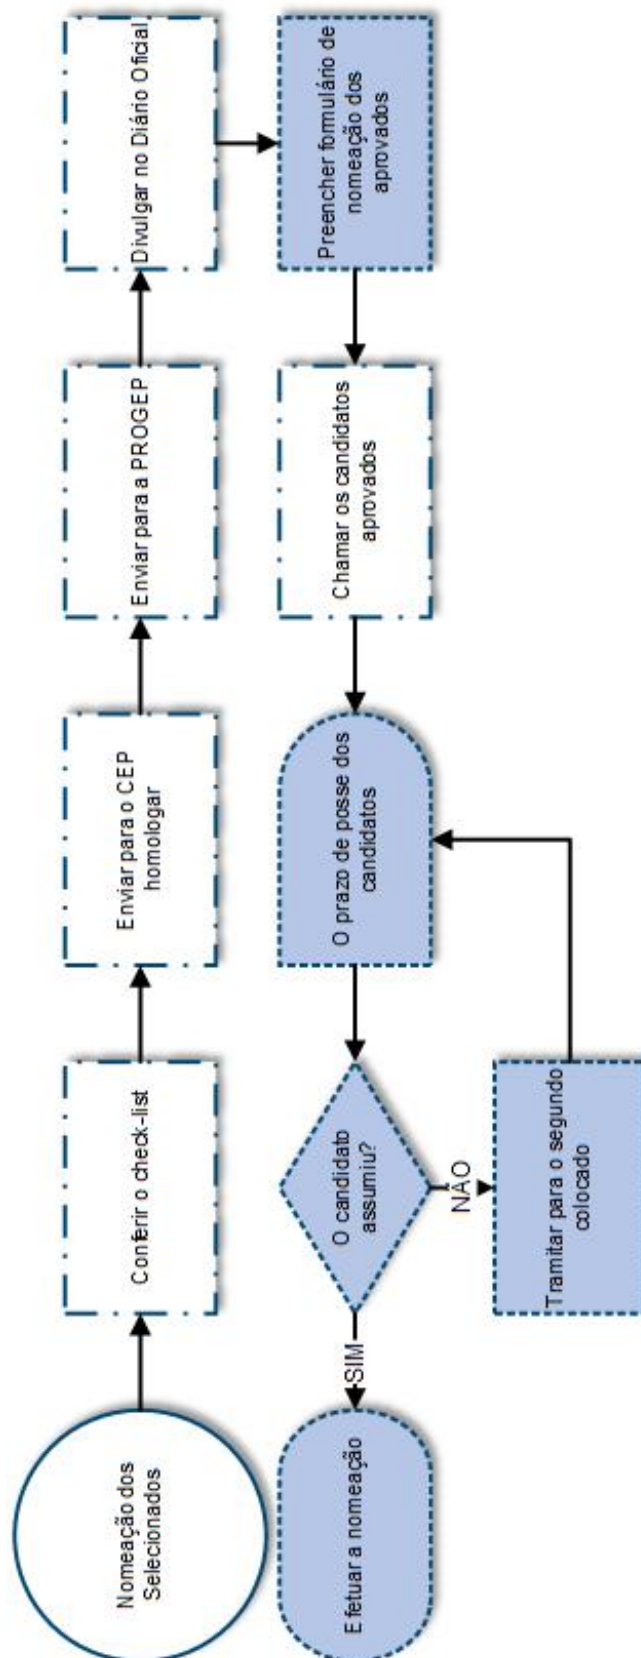 Nomeação dos
Selecionados
Conferir o check-list
Enviar para o CEP
homologar
Enviar para a PROGEP
Divulgar no Diário Oficial
Preencher formulário de
nomeação dos
aprovados
Chamar os candidatos
aprovados
O prazo de posse dos
candidatos
O candidato
assumiu?
NÃO
Tramitar para o segundo
colocado
SIM
Efetuar a nomeação